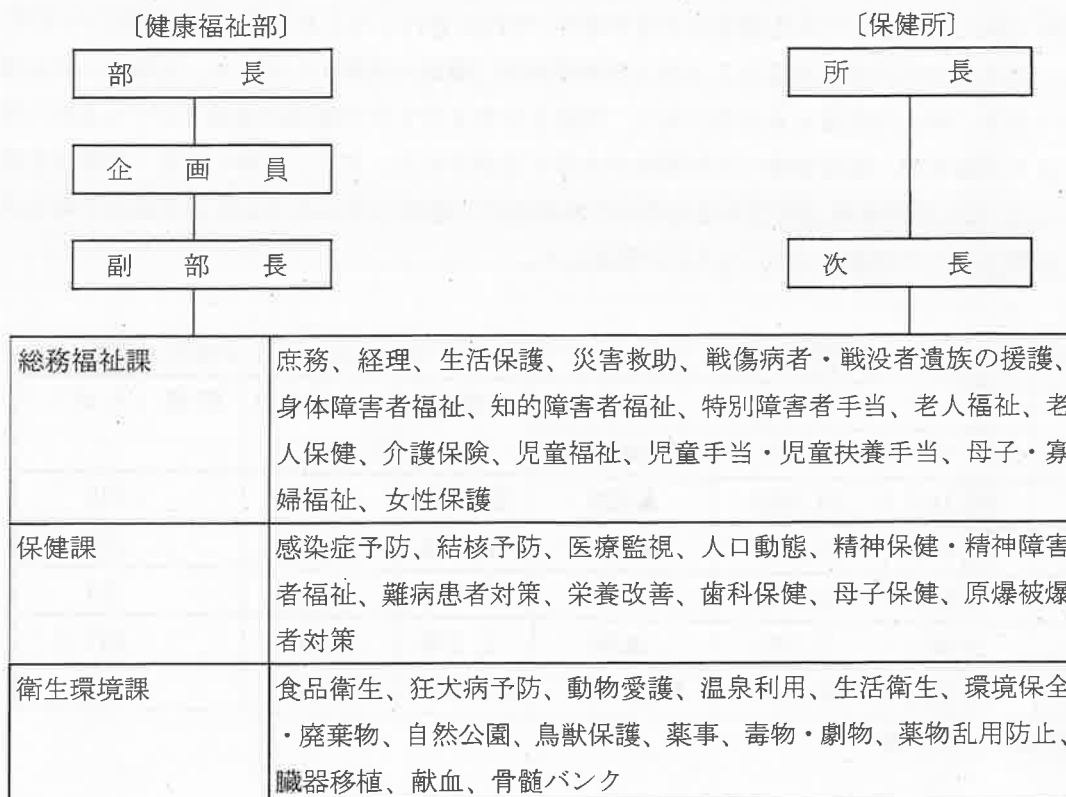 〔健康福祉部〕 〔保健所〕
部長 所長
企画員
副部長 次長
総務福祉課 庶務、経理、生活保護、災害救助、戦傷病者・戦没者遺族の援護、
身体障害者福祉、知的障害者福祉、特別障害者手当、老人福祉、老
人保健、介護保険、児童福祉、児童手当・児童扶養手当、母子・寡
婦福祉、女性保護
保健課 感染症予防、結核予防、医療監視、人口動態、精神保健・精神障害
者福祉、難病患者対策、栄養改善、歯科保健、母子保健、原爆被爆
者対策
衛生環境課 食品衛生、狂犬病予防、動物愛護、温泉利用、生活衛生、環境保全
・廃棄物、自然公園、鳥獣保護、薬事、毒物・劇物、薬物乱用防止、
臓器移植、献血、骨髄バンク